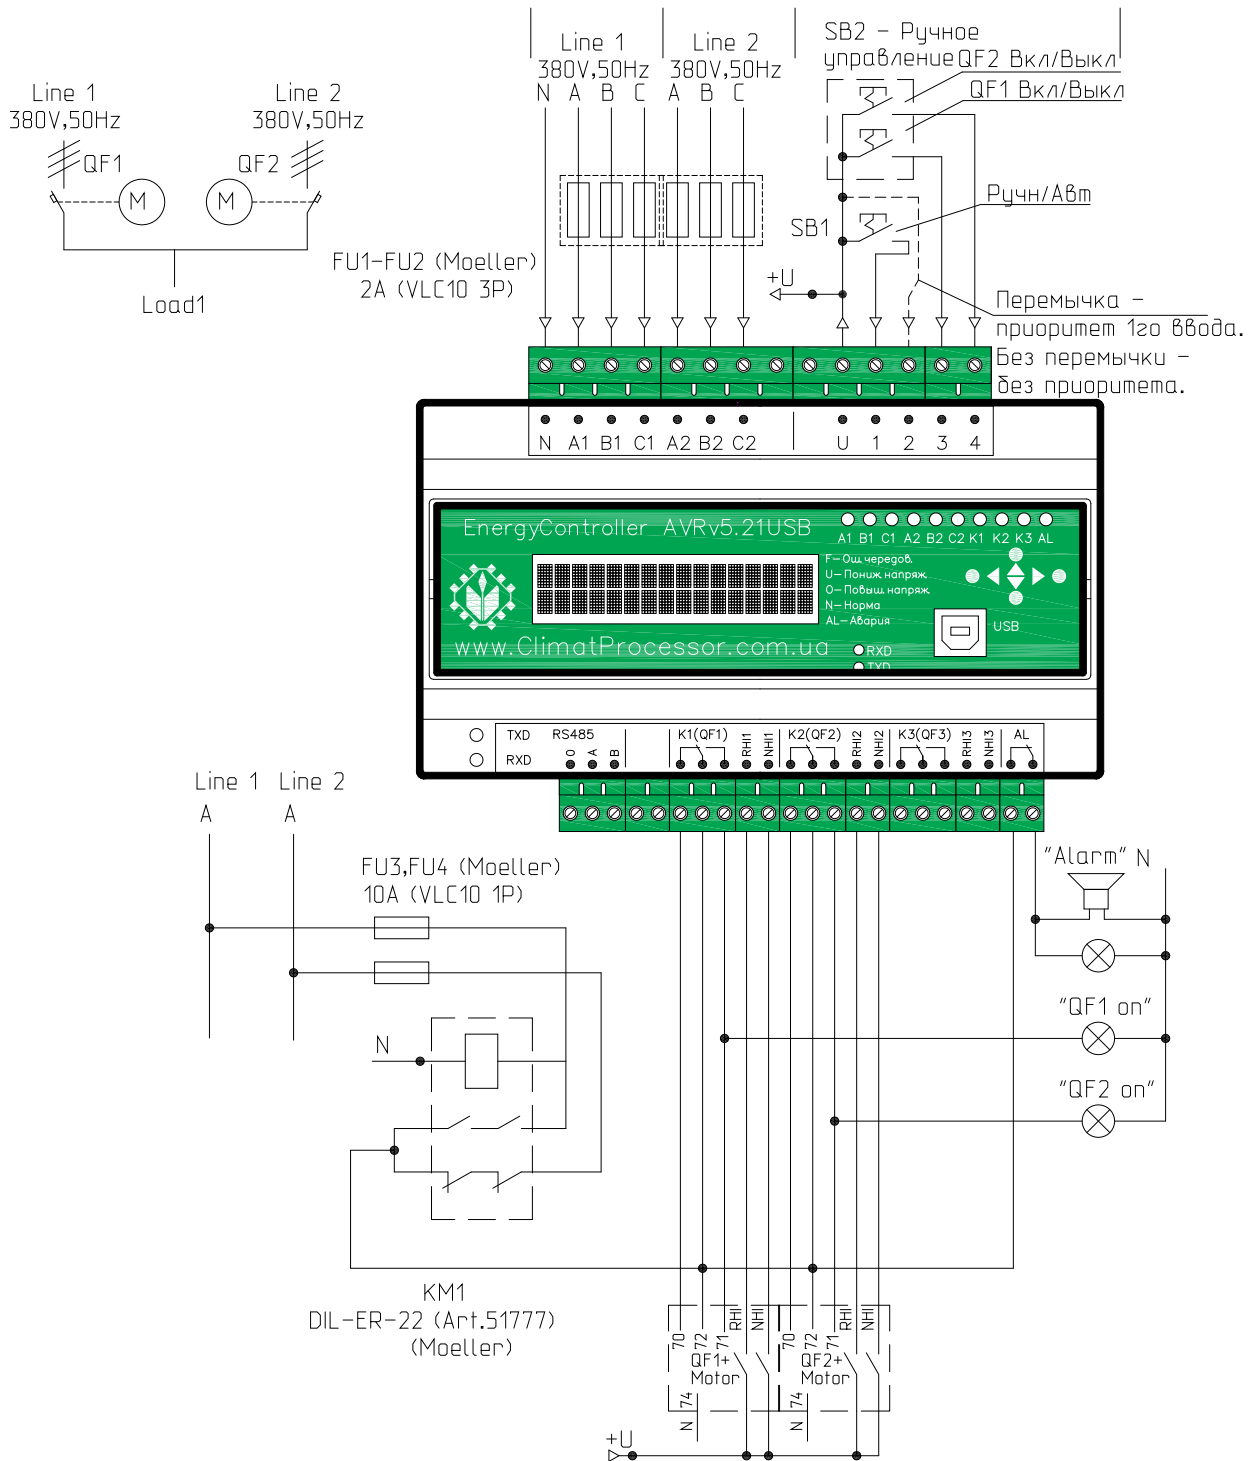 Line 1
380V,50Hz
Line 2
380V,50Hz
QF1
QF2
M
M
Load1
Line 1
380V,50Hz
Line 2
380V,50Hz
N A B C A B C
SB2 - Ручное
управление
QF2 Вкл/Выкл
QF1 Вкл/Выкл
Ручн/Авт
SB1
FU1-FU2 (Moeller)
2A (VLC10 3P)
+U
Перемычка -
приоритет 1го ввода.
Без перемычки -
без приоритета.
N A1 B1 C1 A2 B2 C2 U 1 2 3 4
EnergyController AVRv5.21USB
A1 B1 C1 A2 B2 C2 K1 K2 K3 AL
F-Ош.чередов.
U-Пониж.напряж.
O-Повыш.напряж.
N-Норма
AL-Авария
USB
www.ClimatProcessor.com.ua
RXD
TXD
TXD
RXD
RS485
0 A B
K1(QF1) RHI1 NHI1
K2(QF2) RHI2 NHI2
K3(QF3) RHI3 NHI3
AL
Line 1 Line 2
A A
FU3,FU4 (Moeller)
10A (VLC10 1P)
"Alarm" N
"QF1 on"
"QF2 on"
N
KM1
DIL-ER-22 (Art.51777)
(Moeller)
70 72 71 RHI NHI
QF1+
Motor
N 74
70 72 71 RHI NHI
QF2+
Motor
N 74
+U